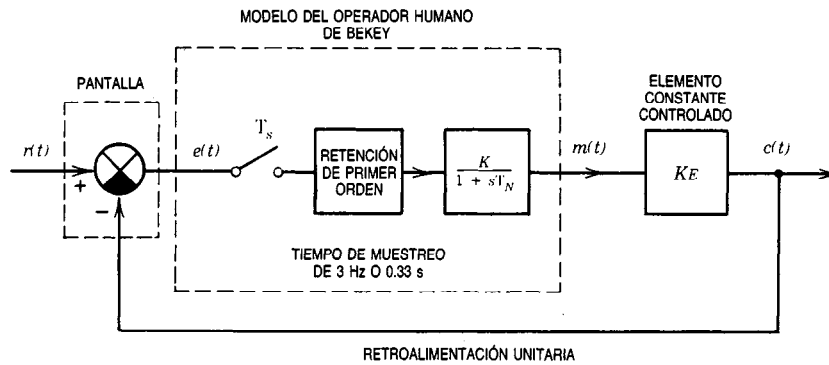 MODELO DEL OPERADOR HUMANO
DE BEKEY
PANTALLA
ELEMENTO
CONSTANTE
CONTROLADO
r(t)
+
−
e(t)
T_s
RETENCIÓN
DE PRIMER
ORDEN
K
1 + sT_N
m(t)
KE
c(t)
TIEMPO DE MUESTREO
DE 3 Hz O 0.33 s
RETROALIMENTACIÓN UNITARIA